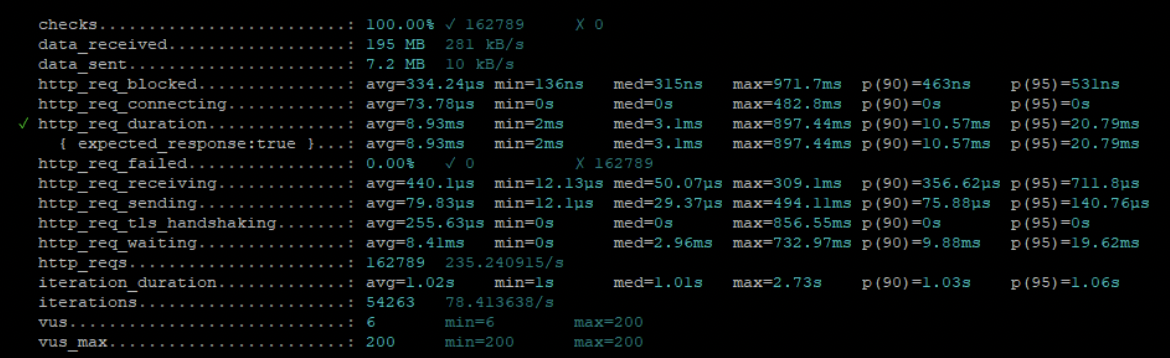 checks.........................: 100.00% ✓ 162789 ✗ 0
data_received..................: 195 MB 281 kB/s
data_sent......................: 7.2 MB 10 kB/s
http_req_blocked...............: avg=334.24µs min=136ns med=315ns max=971.7ms p(90)=463ns p(95)=531ns
http_req_connecting............: avg=73.78µs min=0s med=0s max=482.8ms p(90)=0s p(95)=0s
✓ http_req_duration..............: avg=8.93ms min=2ms med=3.1ms max=897.44ms p(90)=10.57ms p(95)=20.79ms
{ expected_response:true }...: avg=8.93ms min=2ms med=3.1ms max=897.44ms p(90)=10.57ms p(95)=20.79ms
http_req_failed................: 0.00% ✓ 0 ✗ 162789
http_req_receiving.............: avg=440.1µs min=12.13µs med=50.07µs max=309.1ms p(90)=356.62µs p(95)=711.8µs
http_req_sending...............: avg=79.83µs min=12.1µs med=29.37µs max=494.11ms p(90)=75.88µs p(95)=140.76µs
http_req_tls_handshaking.......: avg=255.63µs min=0s med=0s max=856.55ms p(90)=0s p(95)=0s
http_req_waiting...............: avg=8.41ms min=0s med=2.96ms max=732.97ms p(90)=9.88ms p(95)=19.62ms
http_reqs......................: 162789 235.240915/s
iteration_duration.............: avg=1.02s min=1s med=1.01s max=2.73s p(90)=1.03s p(95)=1.06s
iterations.....................: 54263 78.413638/s
vus............................: 6 min=6 max=200
vus_max........................: 200 min=200 max=200